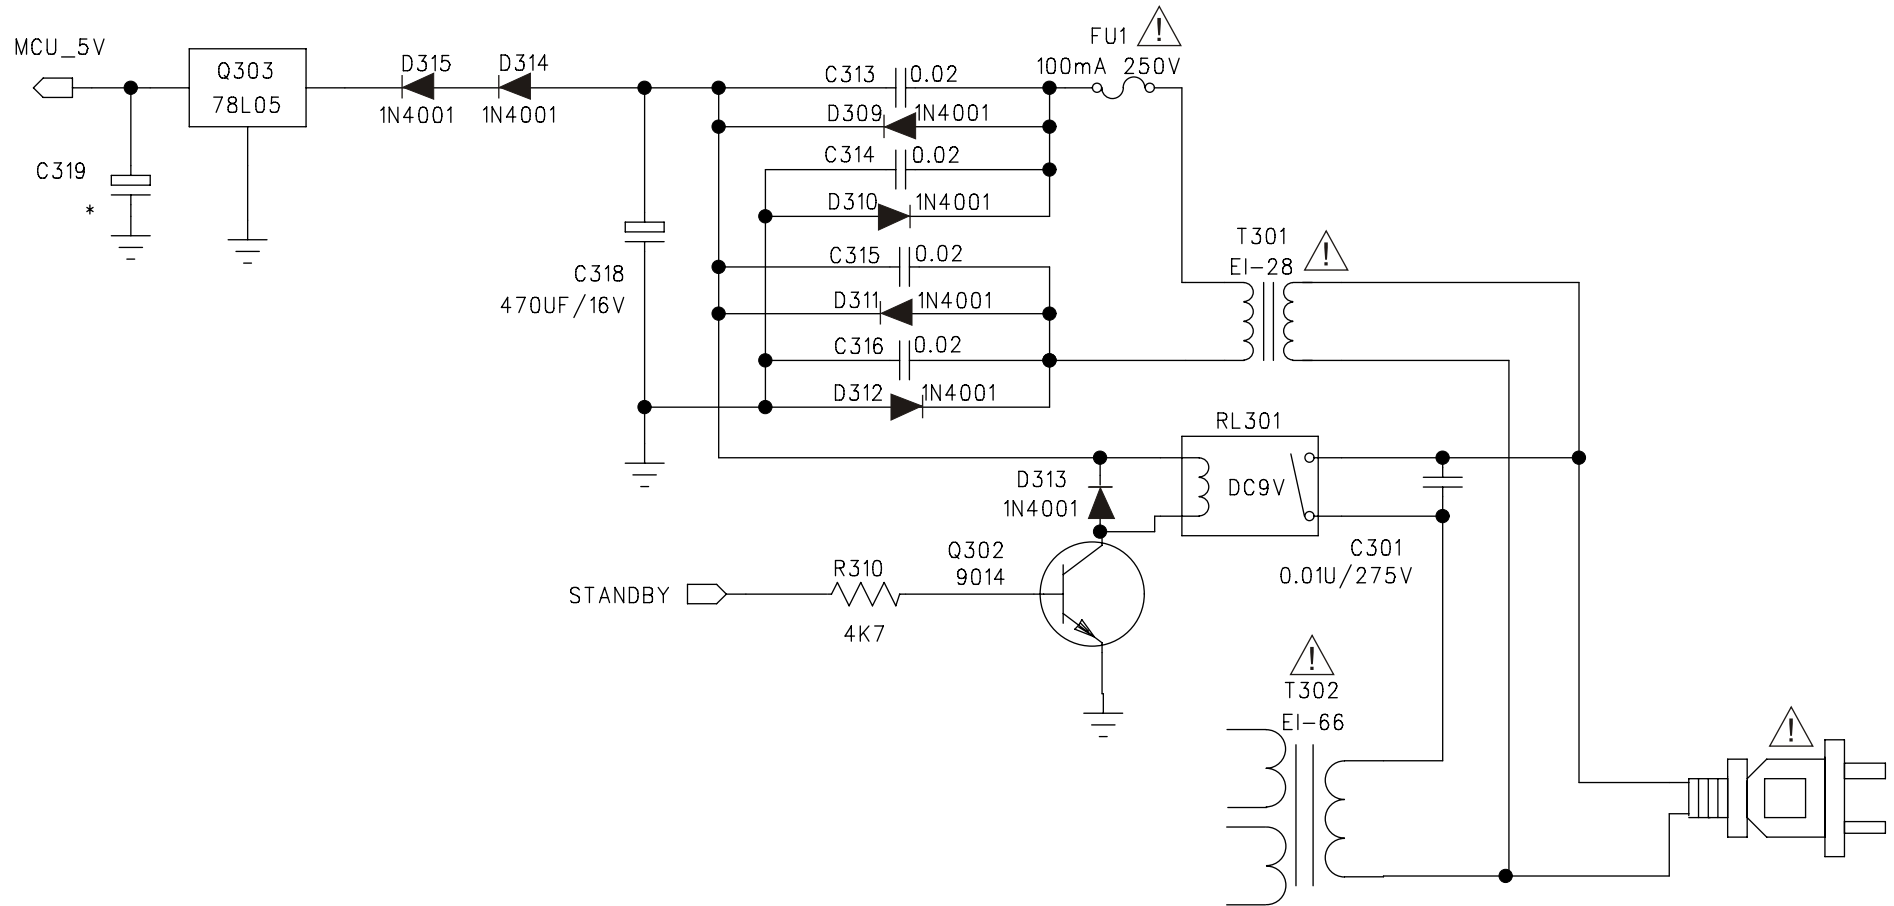 MCU_5V
Q303
78L05
C319
*
D315
1N4001
D314
1N4001
C318
470UF/16V
C313 0.02
D309 1N4001
C314 0.02
D310 1N4001
C315 0.02
D311 1N4001
C316 0.02
D312 1N4001
FU1 !
100mA 250V
T301 !
EI-28
RL301
DC9V
D313
1N4001
C301
0.01U/275V
Q302
9014
STANDBY
R310
4K7
!
T302
EI-66
!